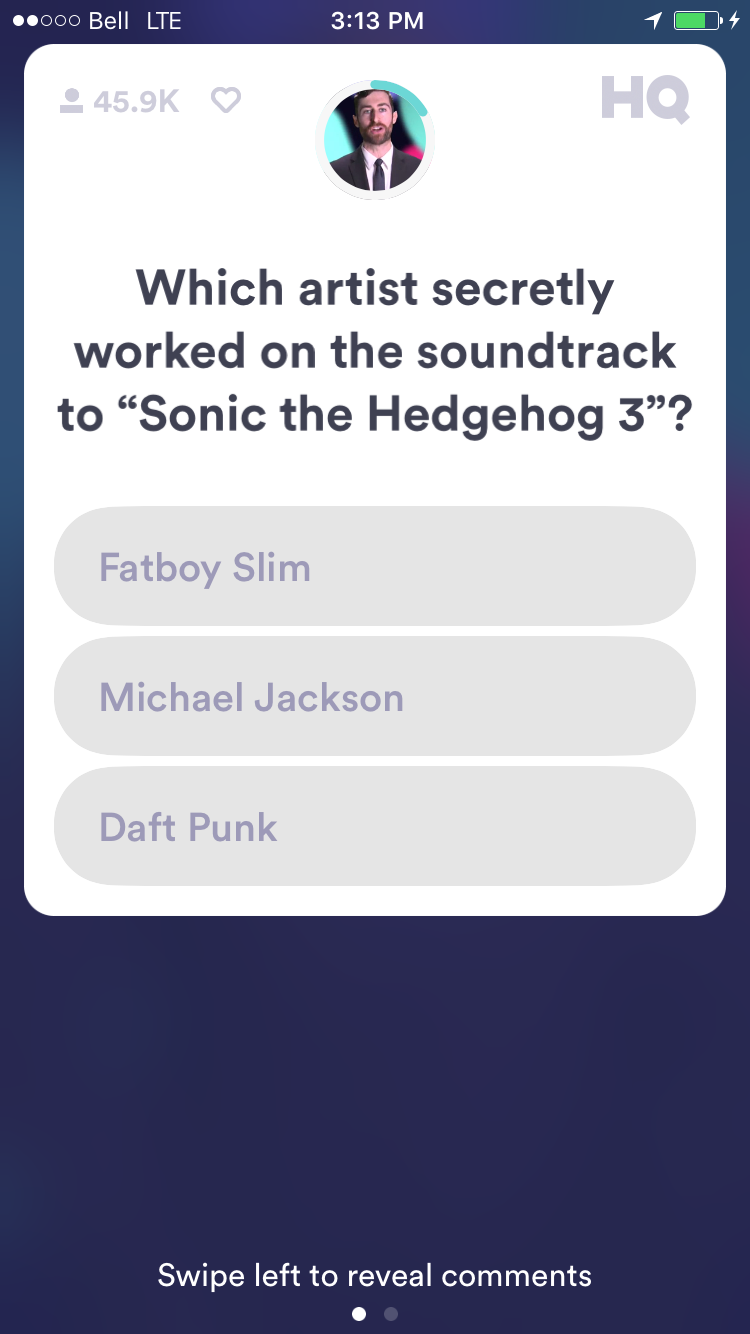 Bell LTE 3:13 PM
45.9K HQ
Which artist secretly
worked on the soundtrack
to “Sonic the Hedgehog 3”?
Fatboy Slim
Michael Jackson
Daft Punk
Swipe left to reveal comments